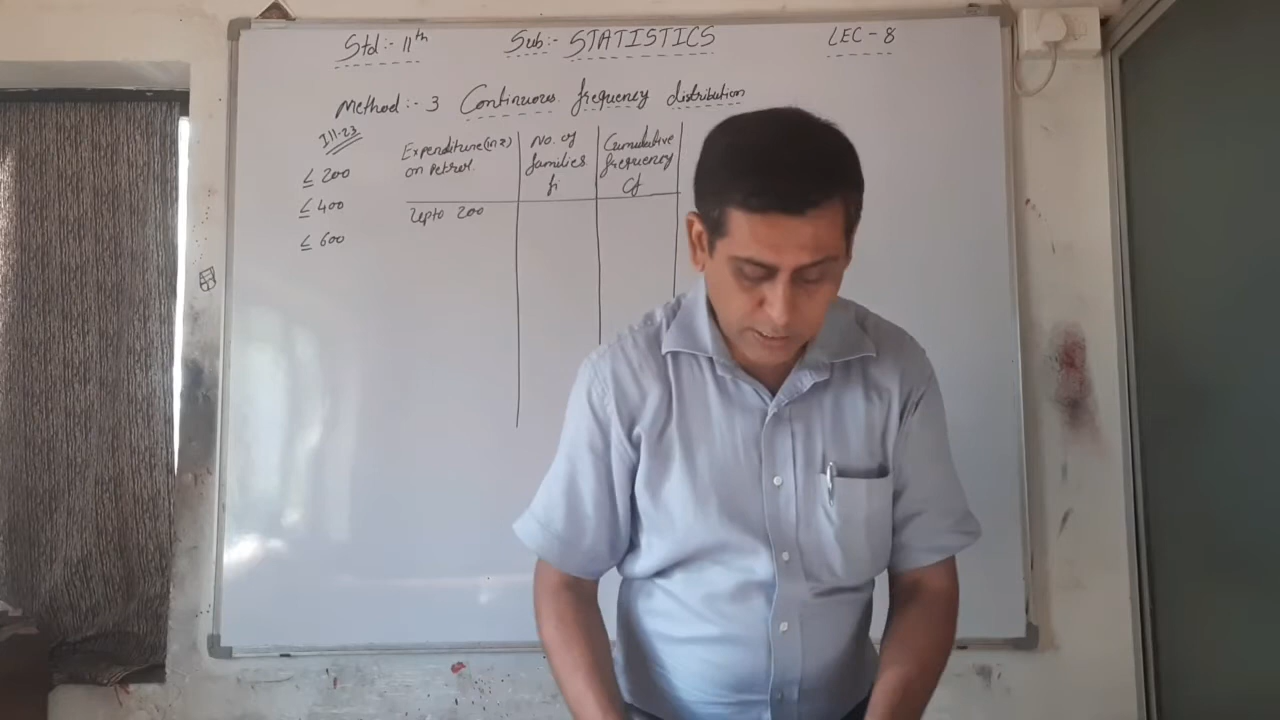 Std:- 11th Sub:- STATISTICS LEC-8
Method:- 3 Continuous frequency distribution
Ill-23
≤ 200
≤ 400
≤ 600
Expenditure (in ₹)
on Petrol.
No. of
families
fi
Cumulative
frequency
cf
Upto 200